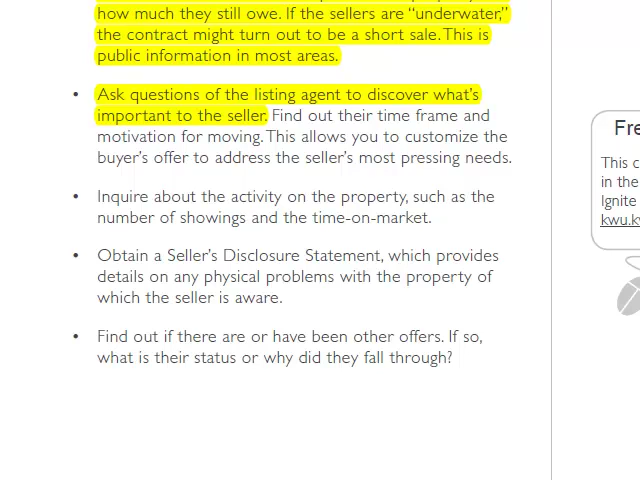 how much they still owe. If the sellers are “underwater,”
the contract might turn out to be a short sale. This is
public information in most areas.
• Ask questions of the listing agent to discover what’s
important to the seller. Find out their time frame and
motivation for moving. This allows you to customize the
buyer’s offer to address the seller’s most pressing needs.
• Inquire about the activity on the property, such as the
number of showings and the time-on-market.
• Obtain a Seller’s Disclosure Statement, which provides
details on any physical problems with the property of
which the seller is aware.
• Find out if there are or have been other offers. If so,
what is their status or why did they fall through?
Fre
This c
in the
Ignite
kwu.k